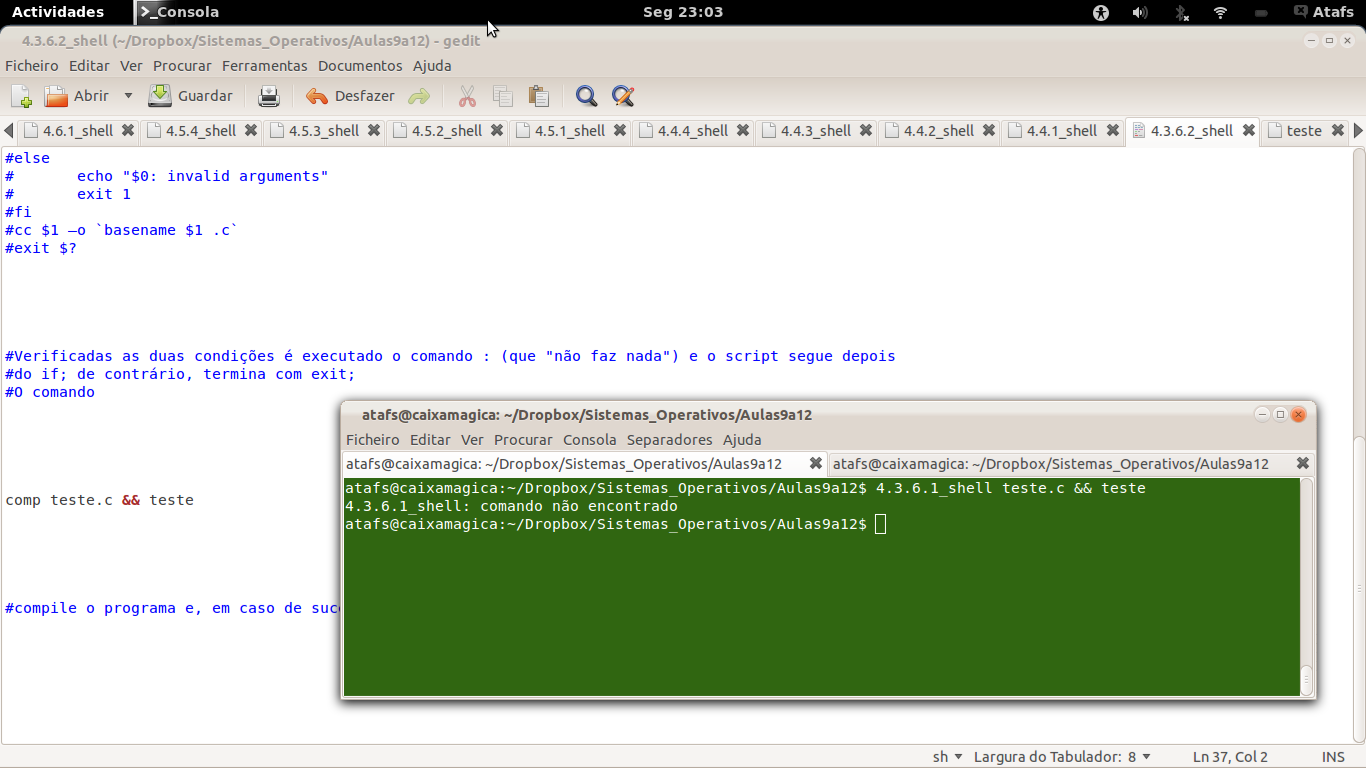 Actividades
Consola
Seg 23:03
Atafs
4.3.6.2_shell (~/Dropbox/Sistemas_Operativos/Aulas9a12) - gedit
Ficheiro Editar Ver Procurar Ferramentas Documentos Ajuda
Abrir Guardar Desfazer
4.6.1_shell 4.5.4_shell 4.5.3_shell 4.5.2_shell 4.5.1_shell 4.4.4_shell 4.4.3_shell 4.4.2_shell 4.4.1_shell 4.3.6.2_shell teste
#else
#       echo "$0: invalid arguments"
#       exit 1
#fi
#cc $1 –o `basename $1 .c`
#exit $?
#Verificadas as duas condições é executado o comando : (que "não faz nada") e o script segue depois
#do if; de contrário, termina com exit;
#O comando
comp teste.c && teste
#compile o programa e, em caso de suc
atafs@caixamagica: ~/Dropbox/Sistemas_Operativos/Aulas9a12
Ficheiro Editar Ver Procurar Consola Separadores Ajuda
atafs@caixamagica: ~/Dropbox/Sistemas_Operativos/Aulas9a12 atafs@caixamagica: ~/Dropbox/Sistemas_Operativos/Aulas9a12
atafs@caixamagica:~/Dropbox/Sistemas_Operativos/Aulas9a12$ 4.3.6.1_shell teste.c && teste
4.3.6.1_shell: comando não encontrado
atafs@caixamagica:~/Dropbox/Sistemas_Operativos/Aulas9a12$
sh Largura do Tabulador: 8 Ln 37, Col 2 INS